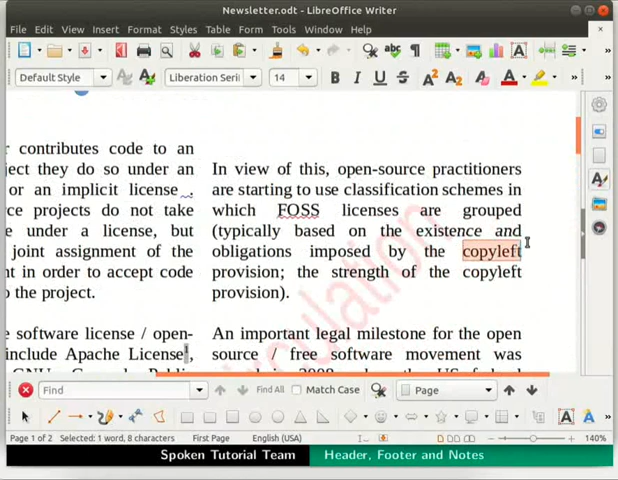 Newsletter.odt - LibreOffice Writer
File Edit View Insert Format Styles Table Form Tools Window Help
Default Style Liberation Seri 14 B I U S
r contributes code to an
ject they do so under an
or an implicit license .
ce projects do not take
e under a license, but
joint assignment of the
nt in order to accept code
o the project.
e software license / open-
include Apache License1,
In view of this, open-source practitioners
are starting to use classification schemes in
which FOSS licenses are grouped
(typically based on the existence and
obligations imposed by the copyleft
provision; the strength of the copyleft
provision).
An important legal milestone for the open
source / free software movement was
culation
Find Find All Match Case Page
Page 1 of 2 Selected: 1 word, 8 characters First Page English (USA) 140%
Spoken Tutorial Team Header, Footer and Notes